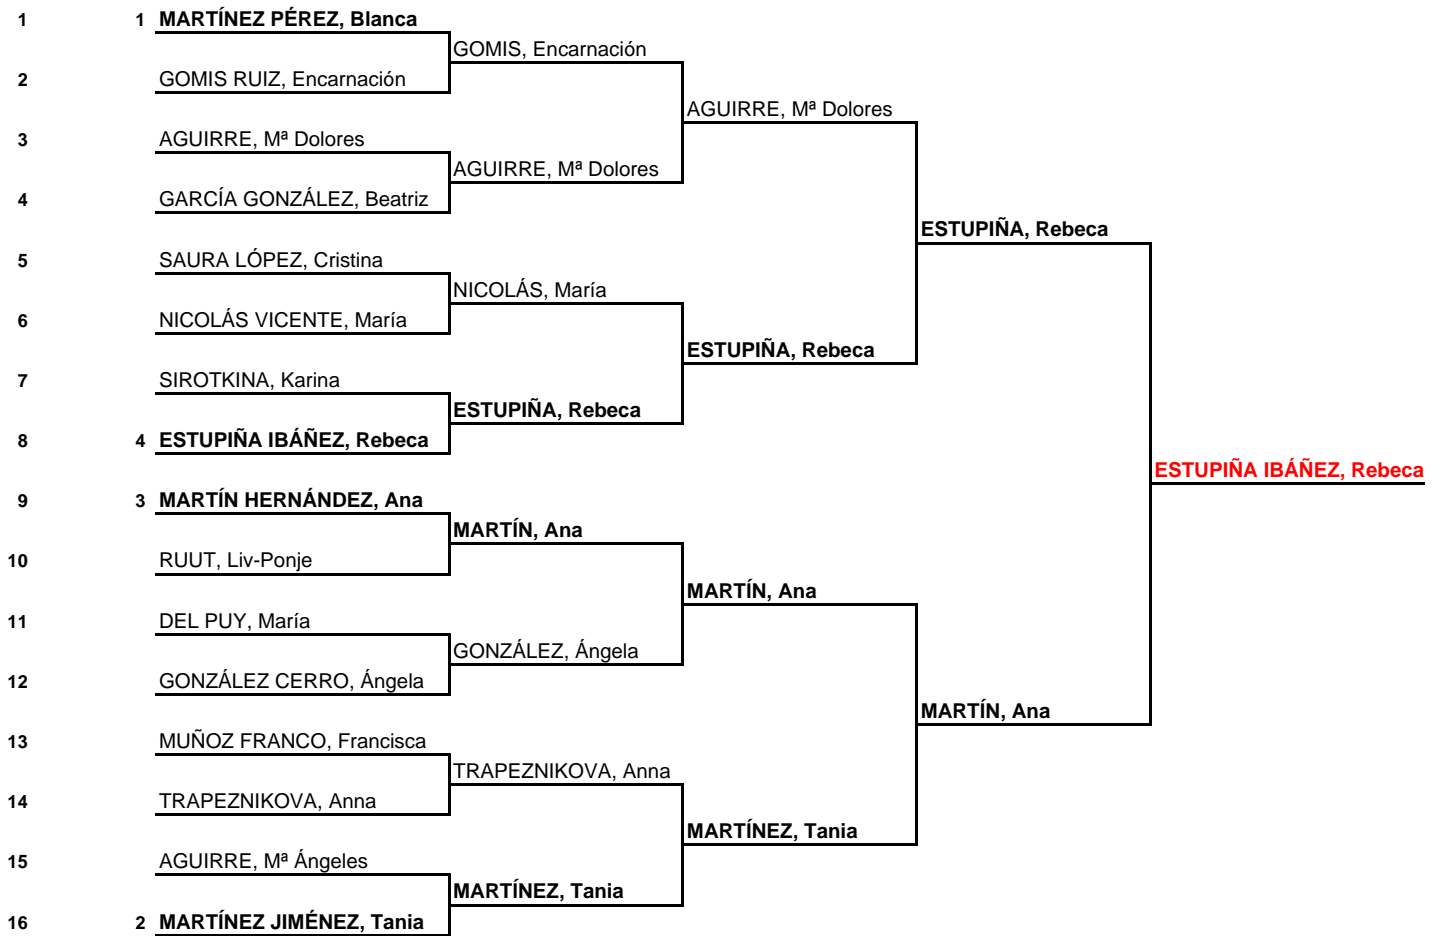 1 1 MARTÍNEZ PÉREZ, Blanca
GOMIS, Encarnación
2 GOMIS RUIZ, Encarnación
AGUIRRE, Mª Dolores
3 AGUIRRE, Mª Dolores
AGUIRRE, Mª Dolores
4 GARCÍA GONZÁLEZ, Beatriz
ESTUPIÑA, Rebeca
5 SAURA LÓPEZ, Cristina
NICOLÁS, María
6 NICOLÁS VICENTE, María
ESTUPIÑA, Rebeca
7 SIROTKINA, Karina
ESTUPIÑA, Rebeca
8 4 ESTUPIÑA IBÁÑEZ, Rebeca
ESTUPIÑA IBÁÑEZ, Rebeca
9 3 MARTÍN HERNÁNDEZ, Ana
MARTÍN, Ana
10 RUUT, Liv-Ponje
MARTÍN, Ana
11 DEL PUY, María
GONZÁLEZ, Ángela
12 GONZÁLEZ CERRO, Ángela
MARTÍN, Ana
13 MUÑOZ FRANCO, Francisca
TRAPEZNIKOVA, Anna
14 TRAPEZNIKOVA, Anna
MARTÍNEZ, Tania
15 AGUIRRE, Mª Ángeles
MARTÍNEZ, Tania
16 2 MARTÍNEZ JIMÉNEZ, Tania